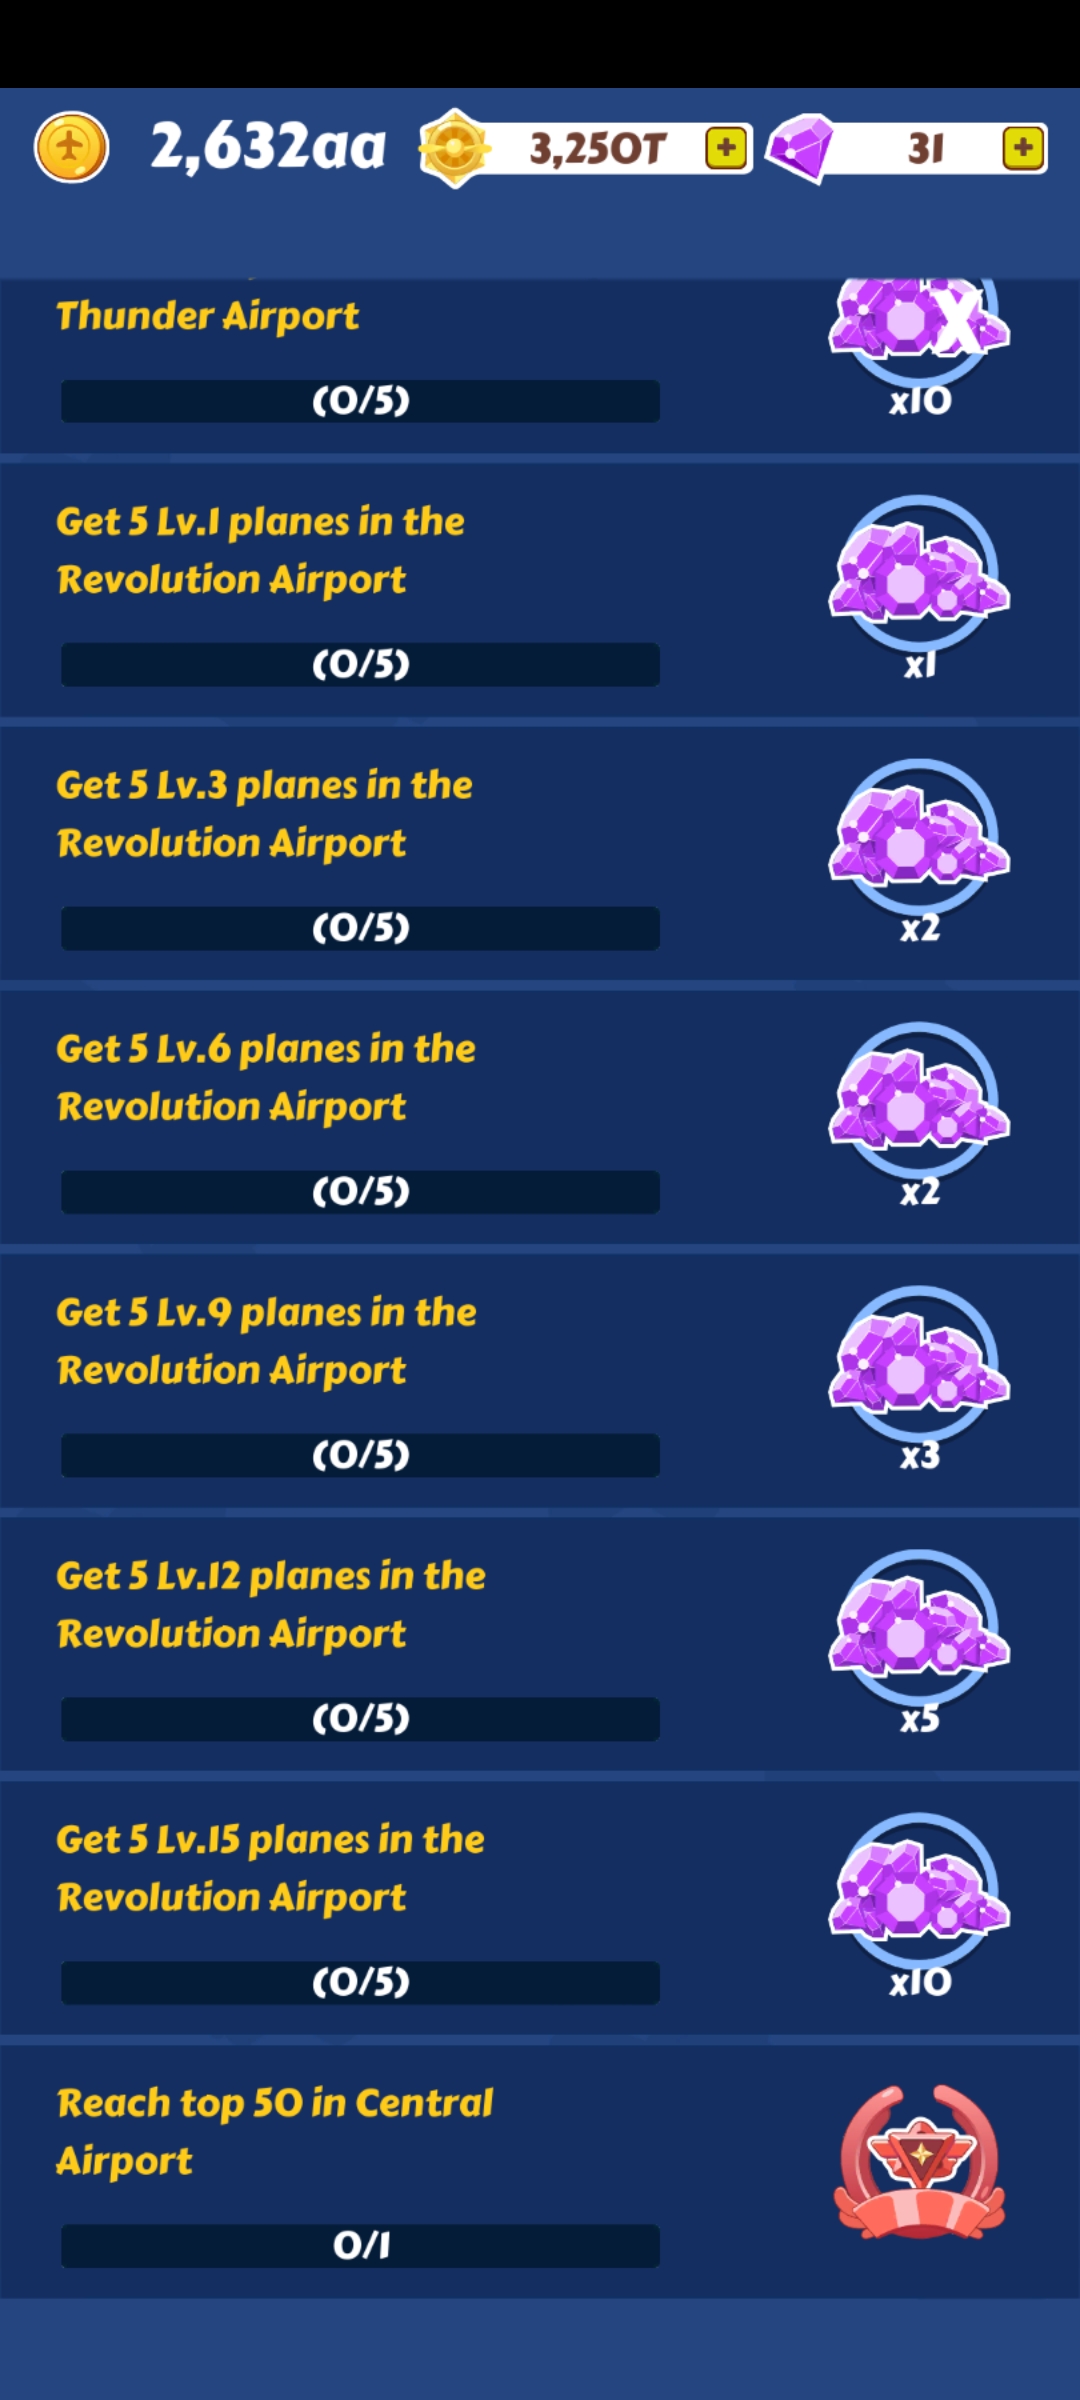 2,632aa 3,250T + 31 +
Thunder Airport
X
(0/5)
x10
Get 5 Lv.1 planes in the
Revolution Airport
(0/5)
x1
Get 5 Lv.3 planes in the
Revolution Airport
(0/5)
x2
Get 5 Lv.6 planes in the
Revolution Airport
(0/5)
x2
Get 5 Lv.9 planes in the
Revolution Airport
(0/5)
x3
Get 5 Lv.12 planes in the
Revolution Airport
(0/5)
x5
Get 5 Lv.15 planes in the
Revolution Airport
(0/5)
x10
Reach top 50 in Central
Airport
0/1